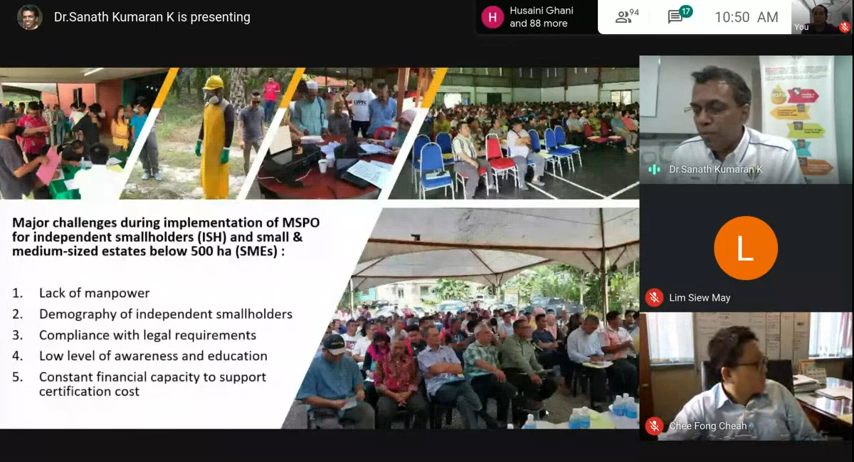 Dr.Sanath Kumaran K is presenting
H
Husaini Ghani
and 88 more
94
17
10:50 AM
You
Major challenges during implementation of MSPO
for independent smallholders (ISH) and small &
medium-sized estates below 500 ha (SMEs) :
1. Lack of manpower
2. Demography of independent smallholders
3. Compliance with legal requirements
4. Low level of awareness and education
5. Constant financial capacity to support
certification cost
Dr.Sanath Kumaran K
L
Lim Siew May
Chee Fong Cheah